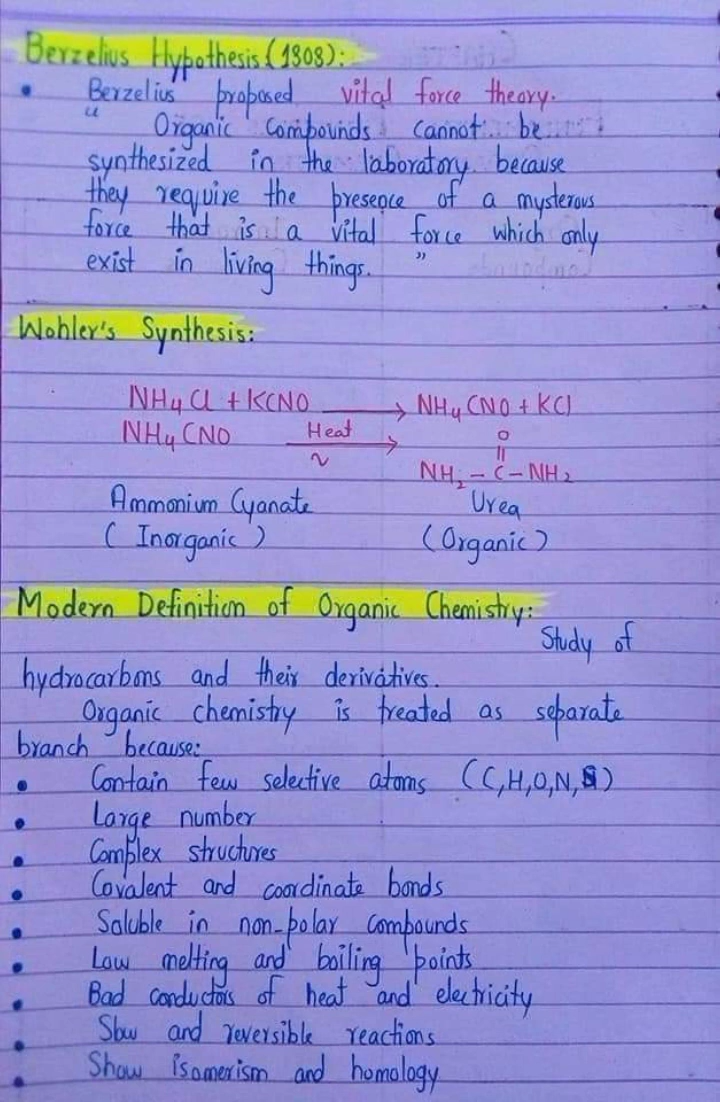 Berzelius Hypothesis (1808):
• Berzelius proposed vital force theory.
“ Organic Compounds cannot be
synthesized in the laboratory because
they require the presence of a mysterous
force that is a vital force which only
exist in living things. ”
Wohler's Synthesis:
NH4Cl + KCNO → NH4CNO + KCl
NH4CNO Heat → O
~ NH2 – C – NH2
Ammonium Cyanate Urea
( Inorganic ) (Organic)
Modern Definition of Organic Chemistry:
Study of
hydrocarbons and their derivatives.
Organic chemistry is treated as separate
branch because:
• Contain few selective atoms (C,H,O,N,S)
• Large number
• Complex structures
• Covalent and coordinate bonds
• Soluble in non-polar compounds
• Low melting and boiling points
• Bad conductors of heat and electricity
• Slow and reversible reactions
• Show isomerism and homology